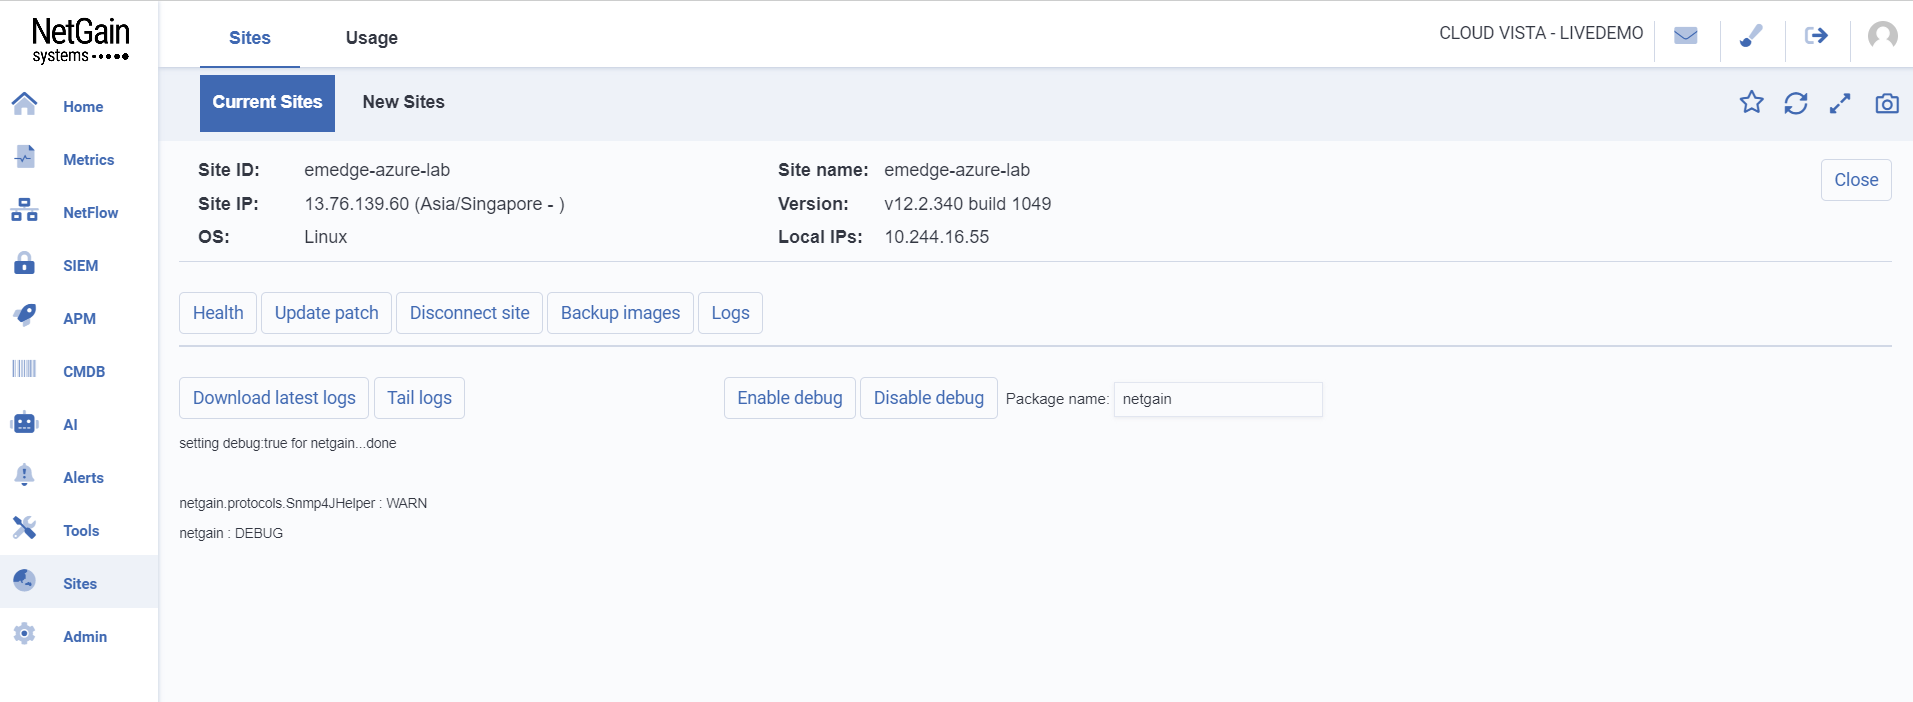 NetGain
systems
Sites Usage
CLOUD VISTA - LIVEDEMO
Home
Metrics
NetFlow
SIEM
APM
CMDB
AI
Alerts
Tools
Sites
Admin
Current Sites New Sites
Site ID: emedge-azure-lab Site name: emedge-azure-lab
Close
Site IP: 13.76.139.60 (Asia/Singapore - ) Version: v12.2.340 build 1049
OS: Linux Local IPs: 10.244.16.55
Health Update patch Disconnect site Backup images Logs
Download latest logs Tail logs Enable debug Disable debug Package name: netgain
setting debug:true for netgain...done
netgain.protocols.Snmp4JHelper : WARN
netgain : DEBUG